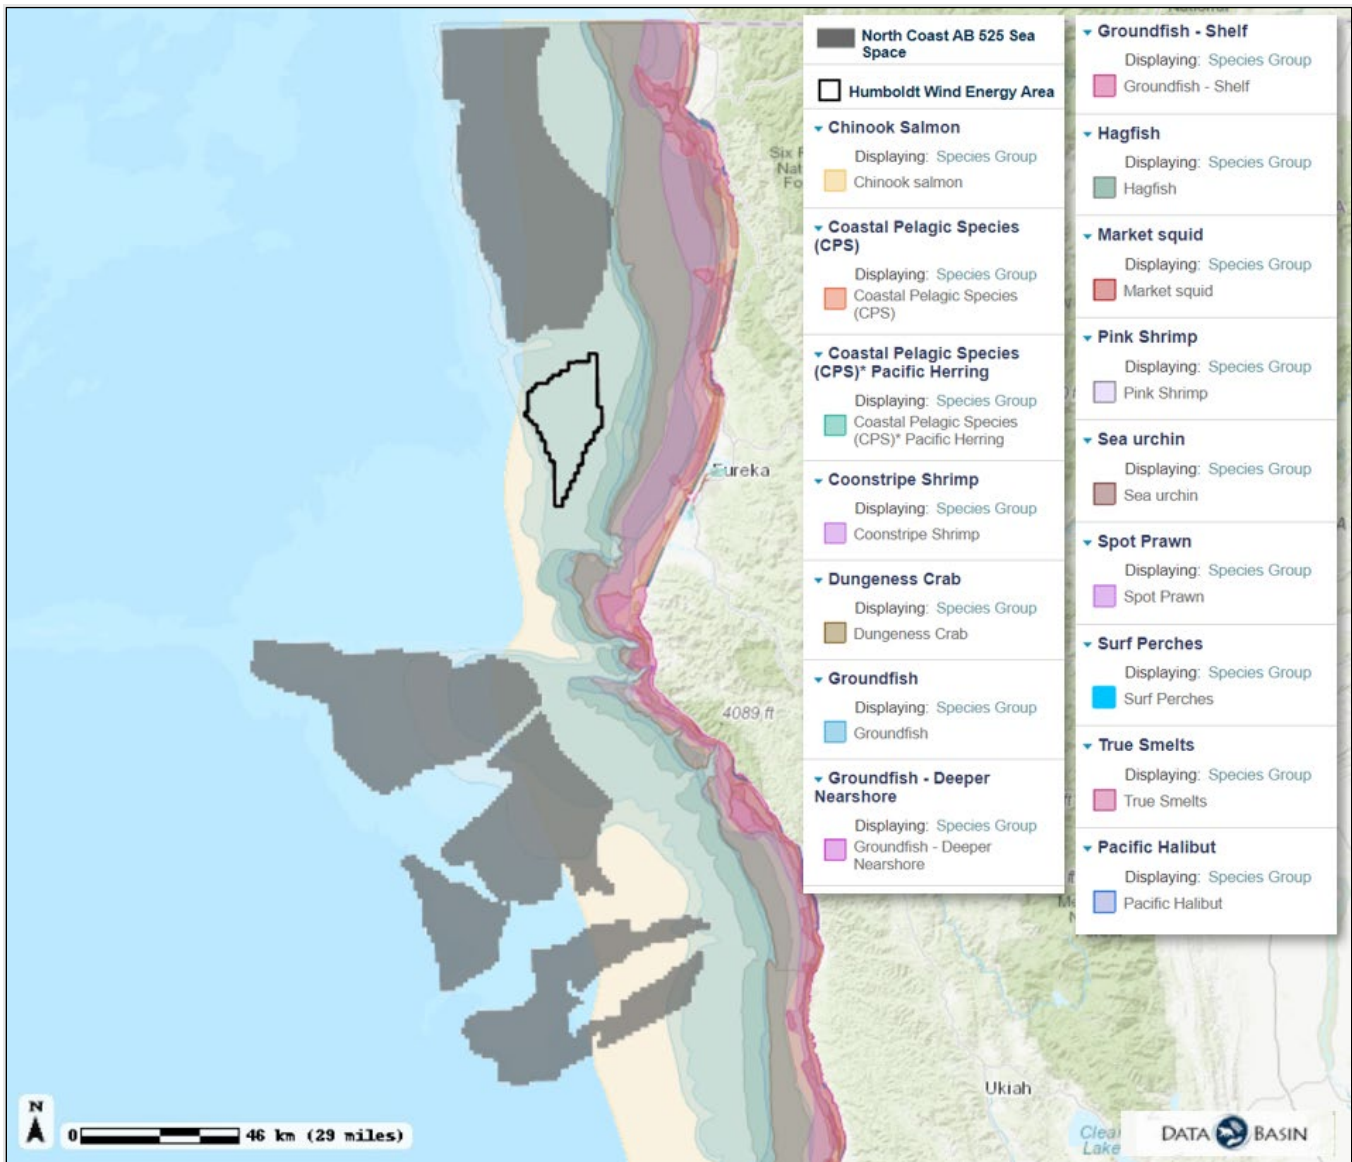 North Coast AB 525 Sea
Space
Humboldt Wind Energy Area
Chinook Salmon
Displaying: Species Group
Chinook salmon
Coastal Pelagic Species
(CPS)
Displaying: Species Group
Coastal Pelagic Species
(CPS)
Coastal Pelagic Species
(CPS)* Pacific Herring
Displaying: Species Group
Coastal Pelagic Species
(CPS)* Pacific Herring
Coonstripe Shrimp
Displaying: Species Group
Coonstripe Shrimp
Dungeness Crab
Displaying: Species Group
Dungeness Crab
Groundfish
Displaying: Species Group
Groundfish
Groundfish - Deeper
Nearshore
Displaying: Species Group
Groundfish - Deeper
Nearshore
Groundfish - Shelf
Displaying: Species Group
Groundfish - Shelf
Hagfish
Displaying: Species Group
Hagfish
Market squid
Displaying: Species Group
Market squid
Pink Shrimp
Displaying: Species Group
Pink Shrimp
Sea urchin
Displaying: Species Group
Sea urchin
Spot Prawn
Displaying: Species Group
Spot Prawn
Surf Perches
Displaying: Species Group
Surf Perches
True Smelts
Displaying: Species Group
True Smelts
Pacific Halibut
Displaying: Species Group
Pacific Halibut
Eureka
4089 ft
Ukiah
N
0 46 km (29 miles)
Lake
DATA BASIN